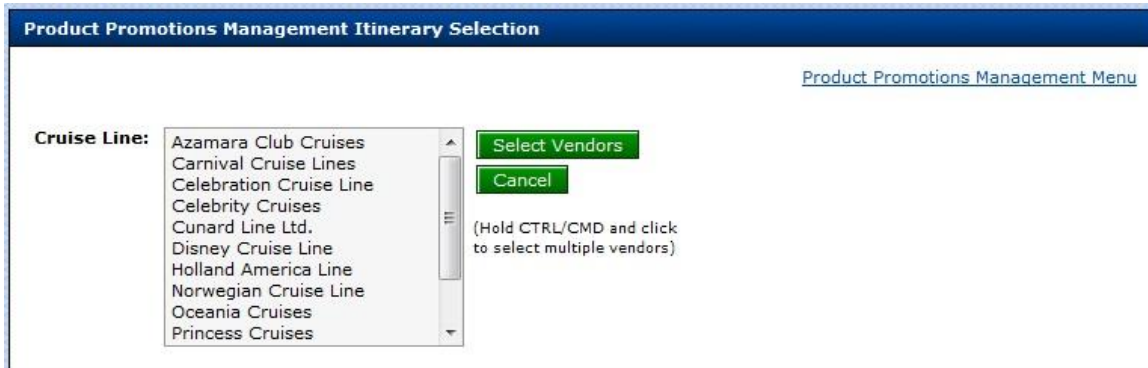 Product Promotions Management Itinerary Selection
Product Promotions Management Menu
Cruise Line:
Azamara Club Cruises
Carnival Cruise Lines
Celebration Cruise Line
Celebrity Cruises
Cunard Line Ltd.
Disney Cruise Line
Holland America Line
Norwegian Cruise Line
Oceania Cruises
Princess Cruises
Select Vendors
Cancel
(Hold CTRL/CMD and click
to select multiple vendors)